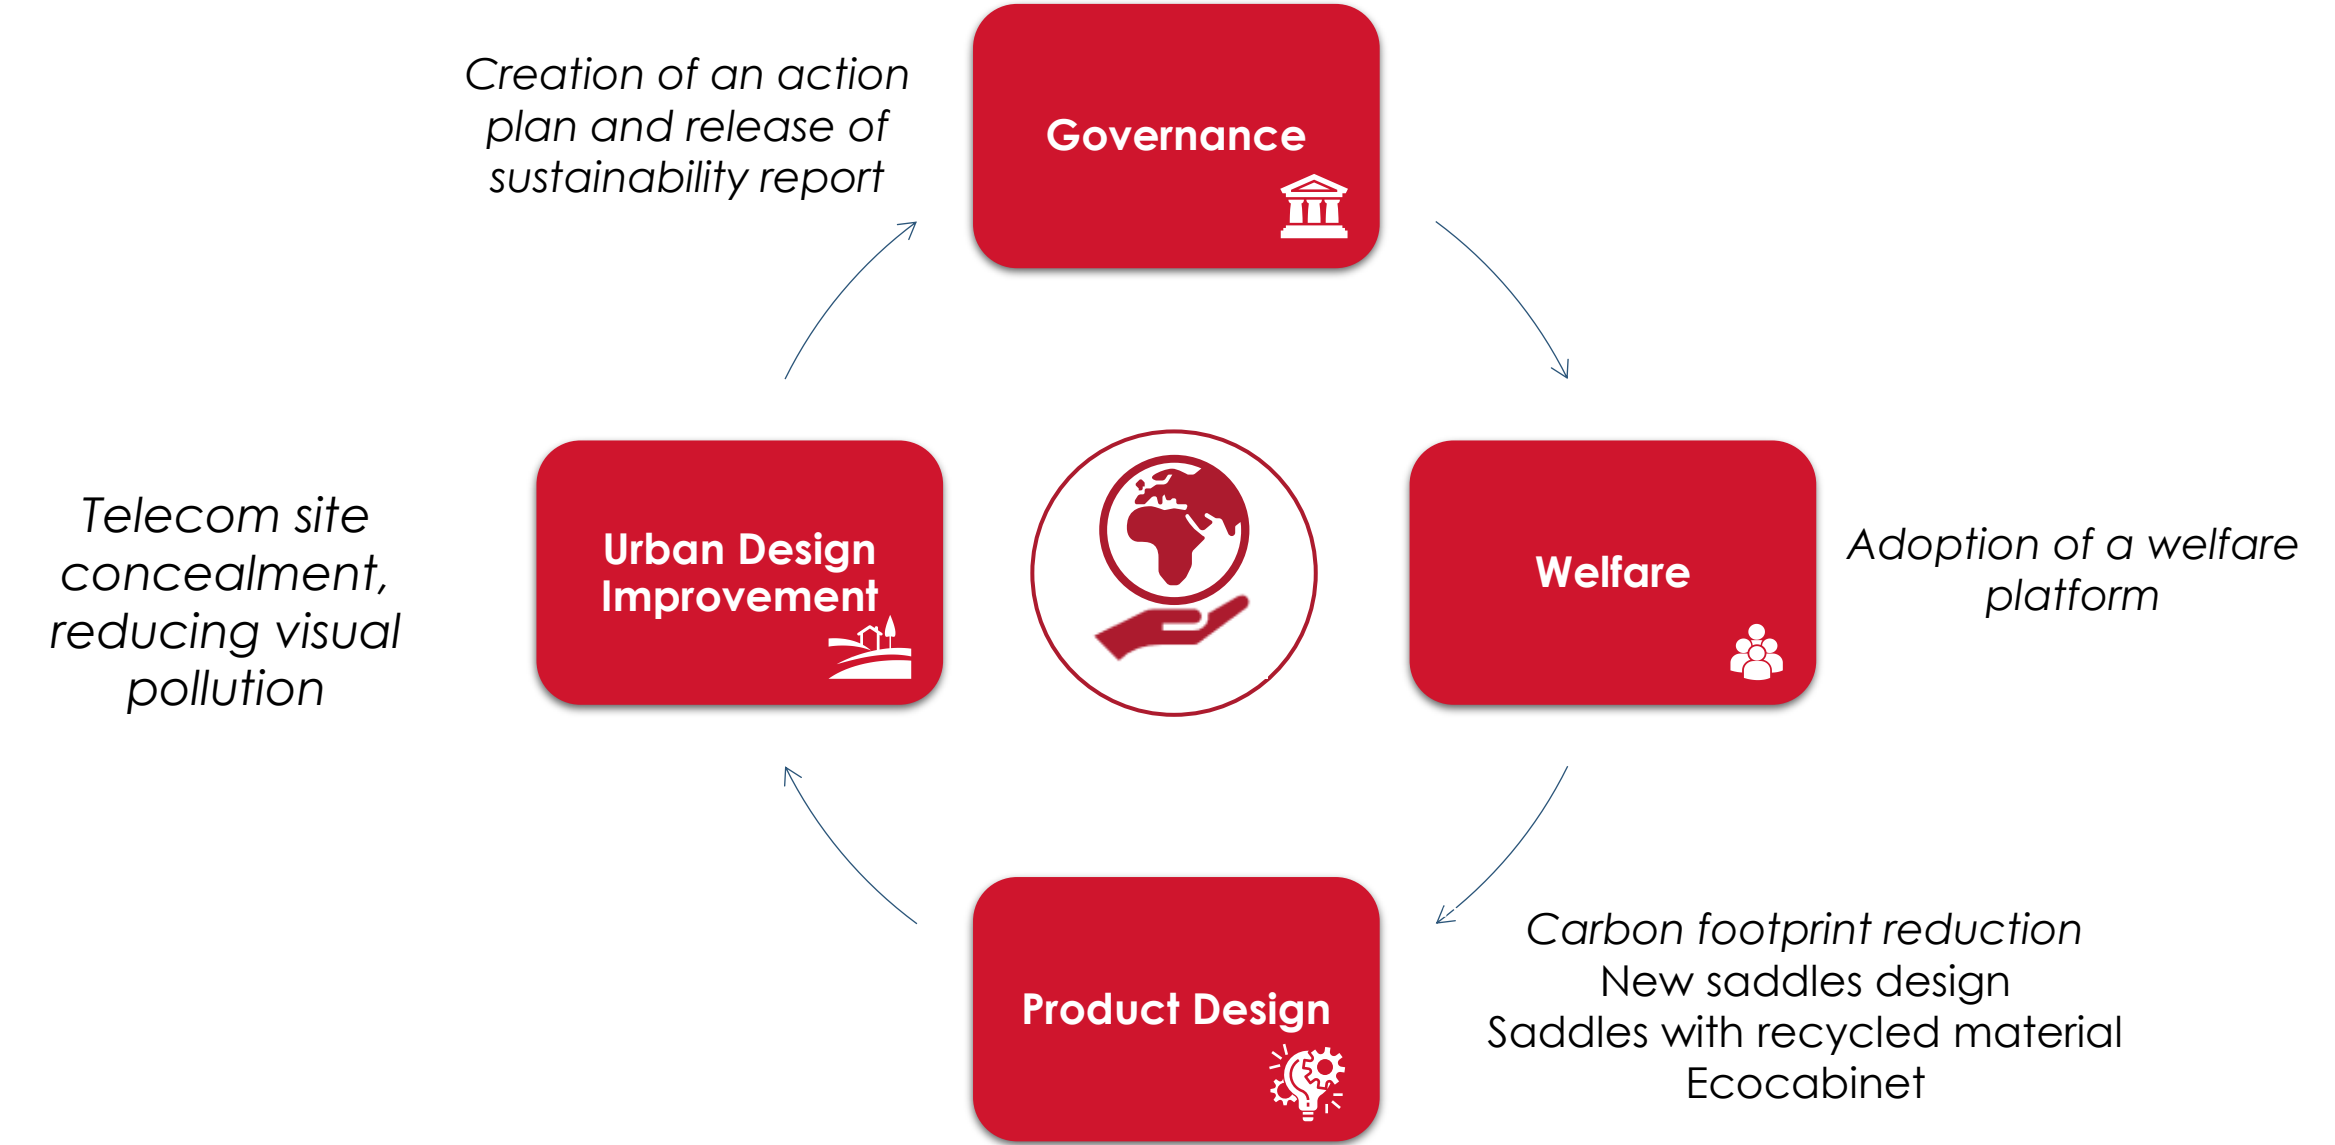 Creation of an action
plan and release of
sustainability report
Governance
Telecom site
concealment,
reducing visual
pollution
Urban Design
Improvement
Welfare
Adoption of a welfare
platform
Product Design
Carbon footprint reduction
New saddles design
Saddles with recycled material
Ecocabinet